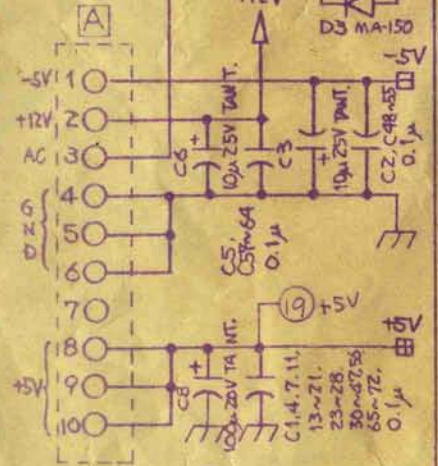 A
+12V
D3 MA-150
-5V 1
-5V
+12V 2
AC 3
4
5
6
GND
7
8
+5V 9
10
C6 + 10μ 25V TANT.
C3
+ 10μ 25V TANT.
C2, C48~55
0.1μ
C5,
C57~64
0.1μ
19 +5V
+5V
C8 + 100μ 20V TANT.
C1, 4, 7, 11,
13~21,
23~28,
30~47, 56
65~72,
0.1μ